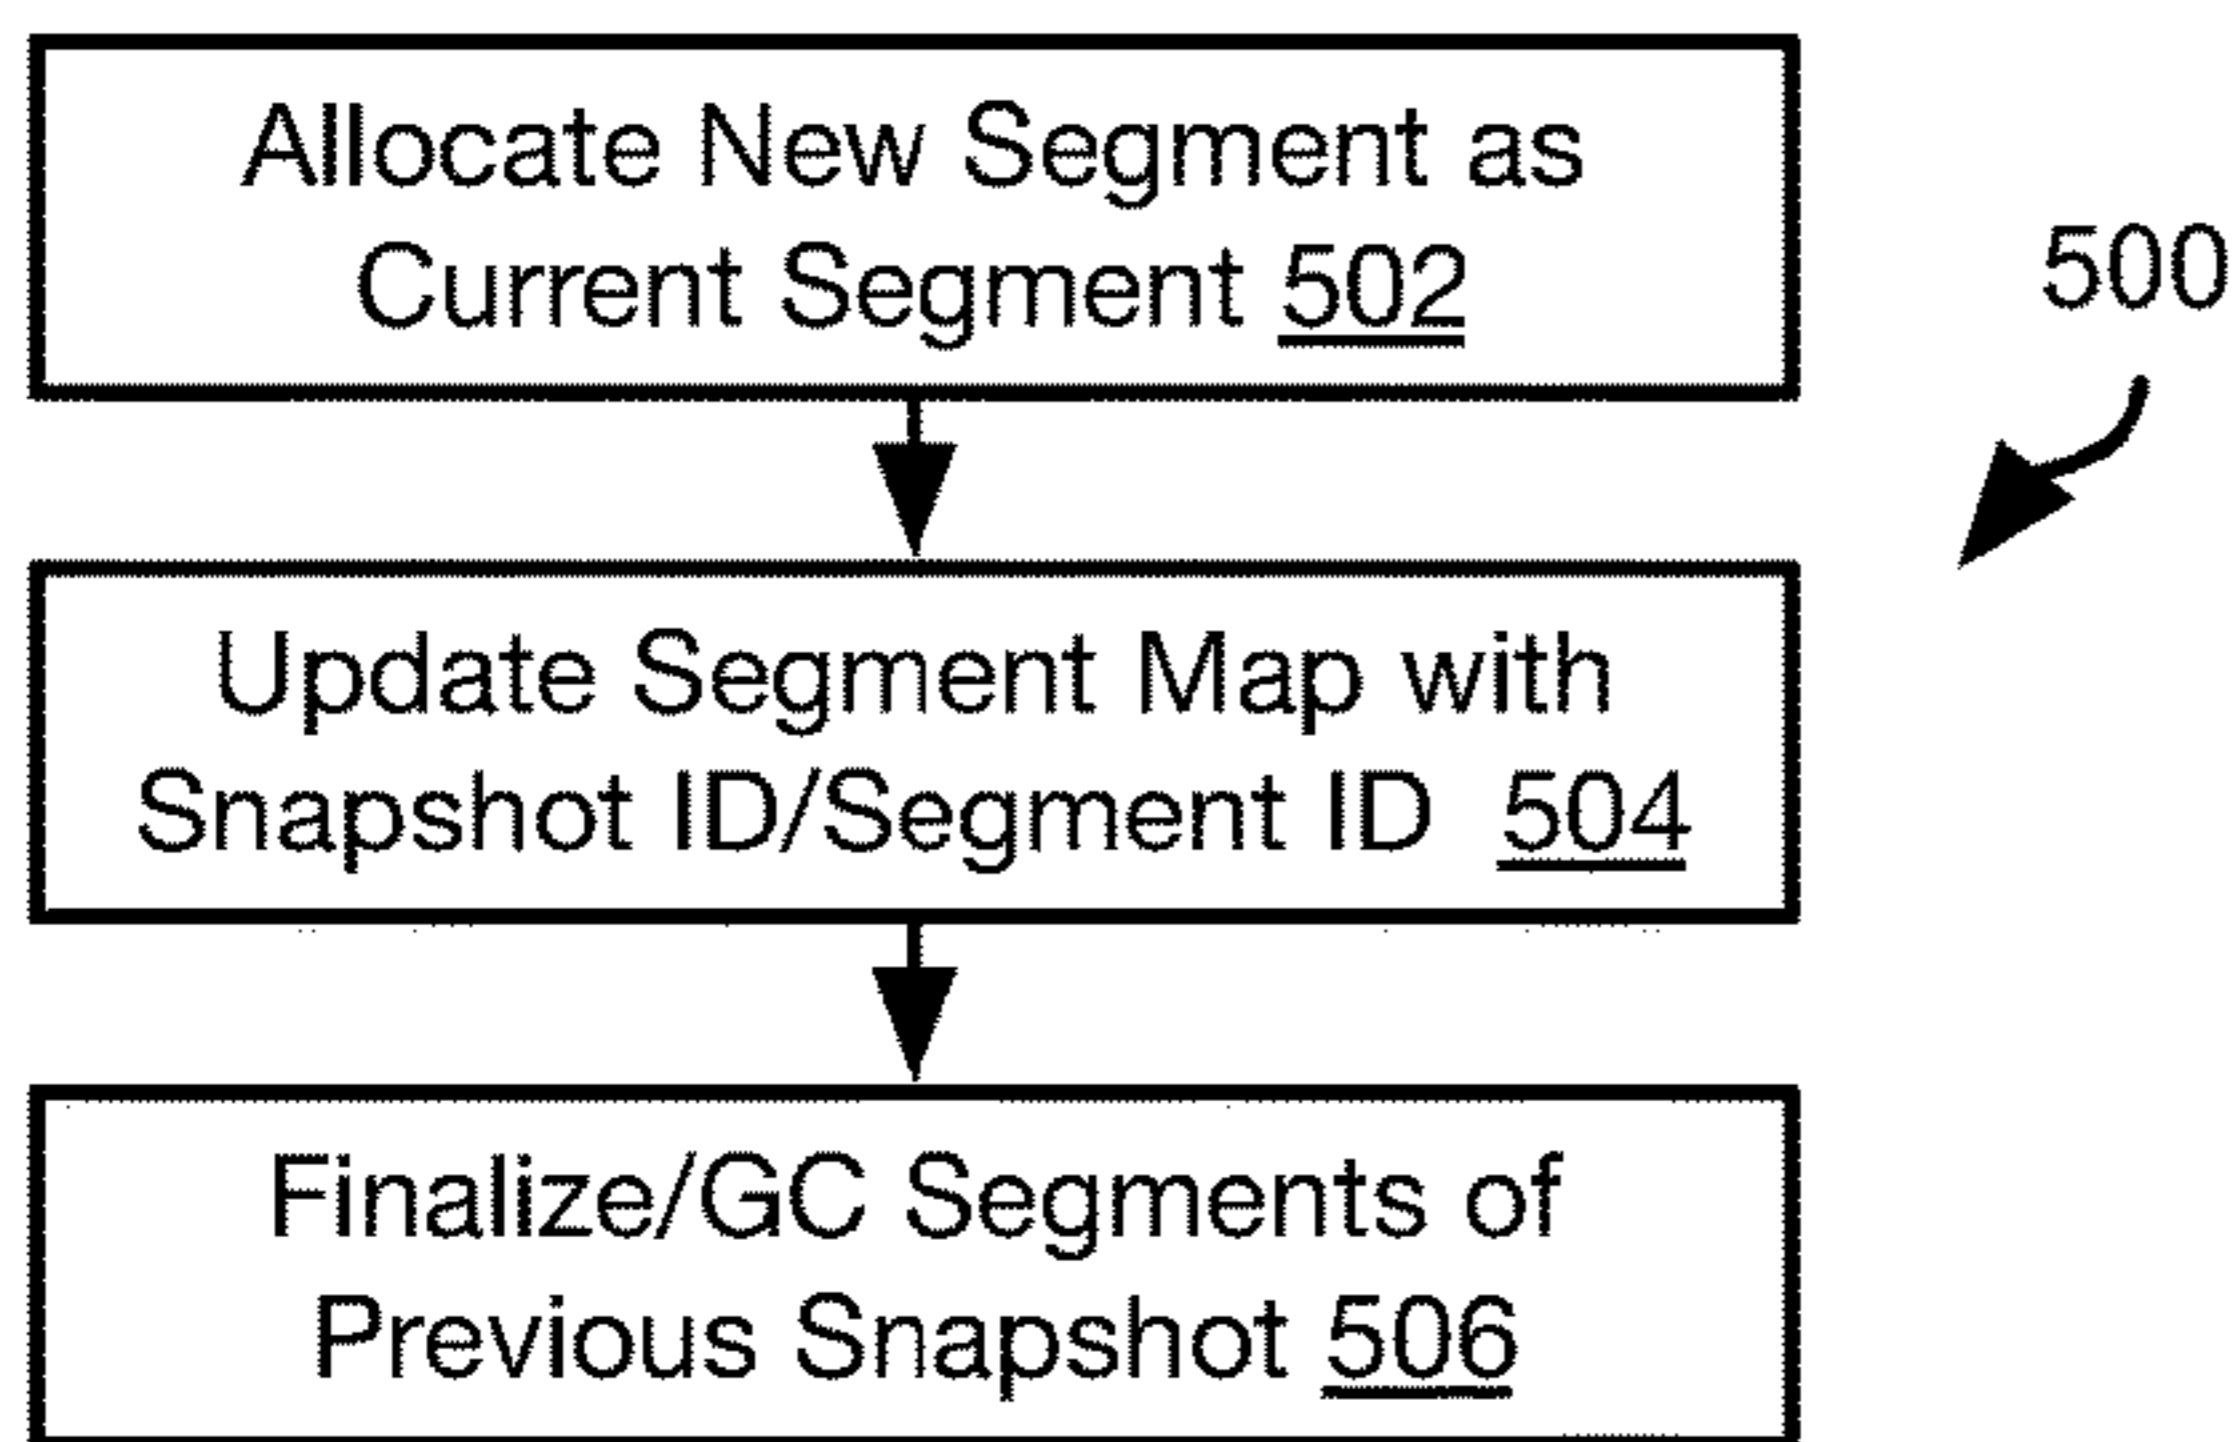 Allocate New Segment as
Current Segment 502
500
Update Segment Map with
Snapshot ID/Segment ID 504
Finalize/GC Segments of
Previous Snapshot 506